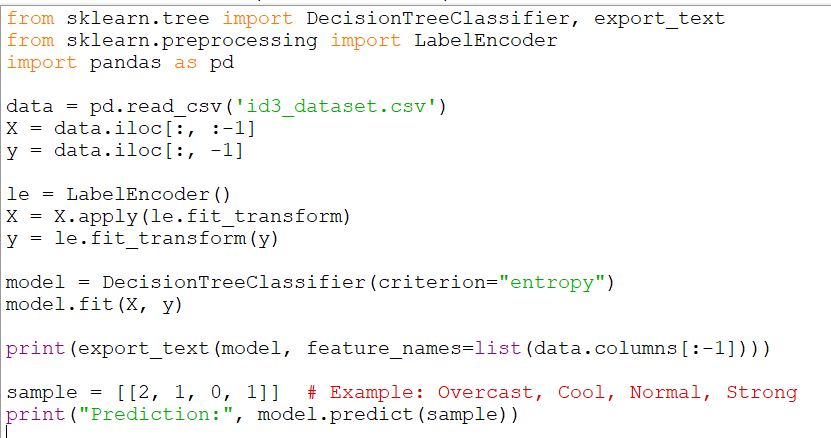 from sklearn.tree import DecisionTreeClassifier, export_text
from sklearn.preprocessing import LabelEncoder
import pandas as pd

data = pd.read_csv('id3_dataset.csv')
X = data.iloc[:, :-1]
y = data.iloc[:, -1]

le = LabelEncoder()
X = X.apply(le.fit_transform)
y = le.fit_transform(y)

model = DecisionTreeClassifier(criterion="entropy")
model.fit(X, y)

print(export_text(model, feature_names=list(data.columns[:-1])))

sample = [[2, 1, 0, 1]]  # Example: Overcast, Cool, Normal, Strong
print("Prediction:", model.predict(sample))